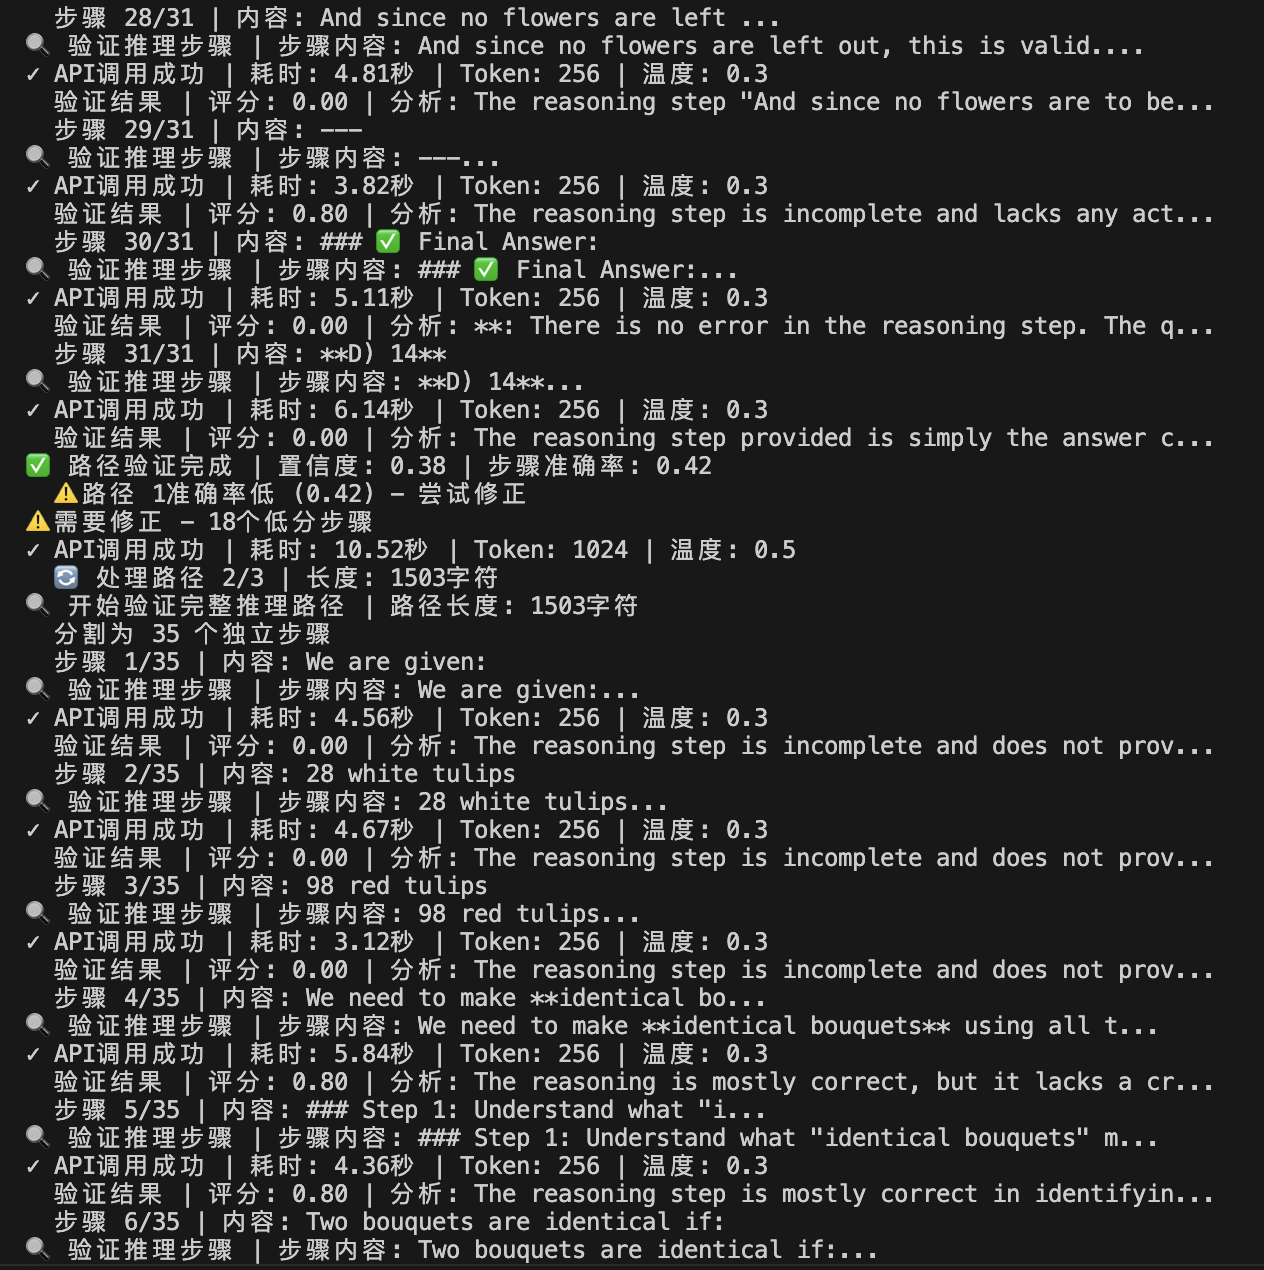 步骤 28/31 | 内容: And since no flowers are left ...
🔍 验证推理步骤 | 步骤内容: And since no flowers are left out, this is valid....
✓ API调用成功 | 耗时: 4.81秒 | Token: 256 | 温度: 0.3
验证结果 | 评分: 0.00 | 分析: The reasoning step "And since no flowers are to be...
步骤 29/31 | 内容: ---
🔍 验证推理步骤 | 步骤内容: ---...
✓ API调用成功 | 耗时: 3.82秒 | Token: 256 | 温度: 0.3
验证结果 | 评分: 0.80 | 分析: The reasoning step is incomplete and lacks any act...
步骤 30/31 | 内容: ### ✅ Final Answer:
🔍 验证推理步骤 | 步骤内容: ### ✅ Final Answer:...
✓ API调用成功 | 耗时: 5.11秒 | Token: 256 | 温度: 0.3
验证结果 | 评分: 0.00 | 分析: **: There is no error in the reasoning step. The q...
步骤 31/31 | 内容: **D) 14**
🔍 验证推理步骤 | 步骤内容: **D) 14**...
✓ API调用成功 | 耗时: 6.14秒 | Token: 256 | 温度: 0.3
验证结果 | 评分: 0.00 | 分析: The reasoning step provided is simply the answer c...
✅ 路径验证完成 | 置信度: 0.38 | 步骤准确率: 0.42
⚠️路径 1准确率低 (0.42) - 尝试修正
⚠️需要修正 - 18个低分步骤
✓ API调用成功 | 耗时: 10.52秒 | Token: 1024 | 温度: 0.5
🔄 处理路径 2/3 | 长度: 1503字符
🔍 开始验证完整推理路径 | 路径长度: 1503字符
分割为 35 个独立步骤
步骤 1/35 | 内容: We are given:
🔍 验证推理步骤 | 步骤内容: We are given:...
✓ API调用成功 | 耗时: 4.56秒 | Token: 256 | 温度: 0.3
验证结果 | 评分: 0.00 | 分析: The reasoning step is incomplete and does not prov...
步骤 2/35 | 内容: 28 white tulips
🔍 验证推理步骤 | 步骤内容: 28 white tulips...
✓ API调用成功 | 耗时: 4.67秒 | Token: 256 | 温度: 0.3
验证结果 | 评分: 0.00 | 分析: The reasoning step is incomplete and does not prov...
步骤 3/35 | 内容: 98 red tulips
🔍 验证推理步骤 | 步骤内容: 98 red tulips...
✓ API调用成功 | 耗时: 3.12秒 | Token: 256 | 温度: 0.3
验证结果 | 评分: 0.00 | 分析: The reasoning step is incomplete and does not prov...
步骤 4/35 | 内容: We need to make **identical bo...
🔍 验证推理步骤 | 步骤内容: We need to make **identical bouquets** using all t...
✓ API调用成功 | 耗时: 5.84秒 | Token: 256 | 温度: 0.3
验证结果 | 评分: 0.80 | 分析: The reasoning is mostly correct, but it lacks a cr...
步骤 5/35 | 内容: ### Step 1: Understand what "i...
🔍 验证推理步骤 | 步骤内容: ### Step 1: Understand what "identical bouquets" m...
✓ API调用成功 | 耗时: 4.36秒 | Token: 256 | 温度: 0.3
验证结果 | 评分: 0.80 | 分析: The reasoning step is mostly correct in identifyin...
步骤 6/35 | 内容: Two bouquets are identical if:
🔍 验证推理步骤 | 步骤内容: Two bouquets are identical if:...